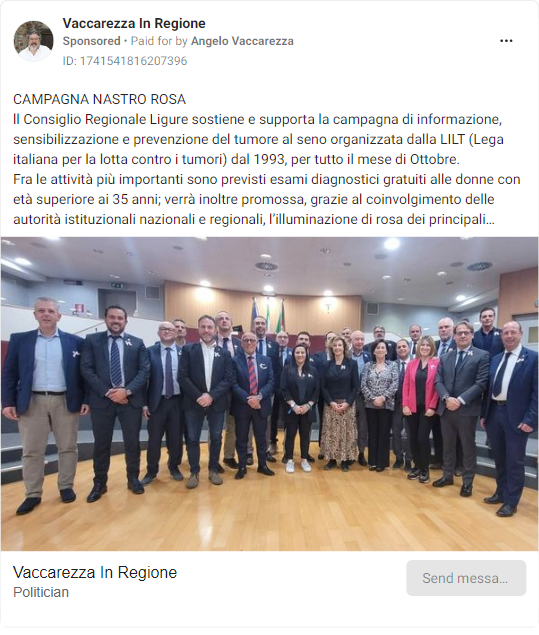 Vaccarezza In Regione
Sponsored • Paid for by Angelo Vaccarezza
ID: 1741541816207396
CAMPAGNA NASTRO ROSA
Il Consiglio Regionale Ligure sostiene e supporta la campagna di informazione,
sensibilizzazione e prevenzione del tumore al seno organizzata dalla LILT (Lega
italiana per la lotta contro i tumori) dal 1993, per tutto il mese di Ottobre.
Fra le attività più importanti sono previsti esami diagnostici gratuiti alle donne con
età superiore ai 35 anni; verrà inoltre promossa, grazie al coinvolgimento delle
autorità istituzionali nazionali e regionali, l’illuminazione di rosa dei principali...
Vaccarezza In Regione
Politician
Send messa...